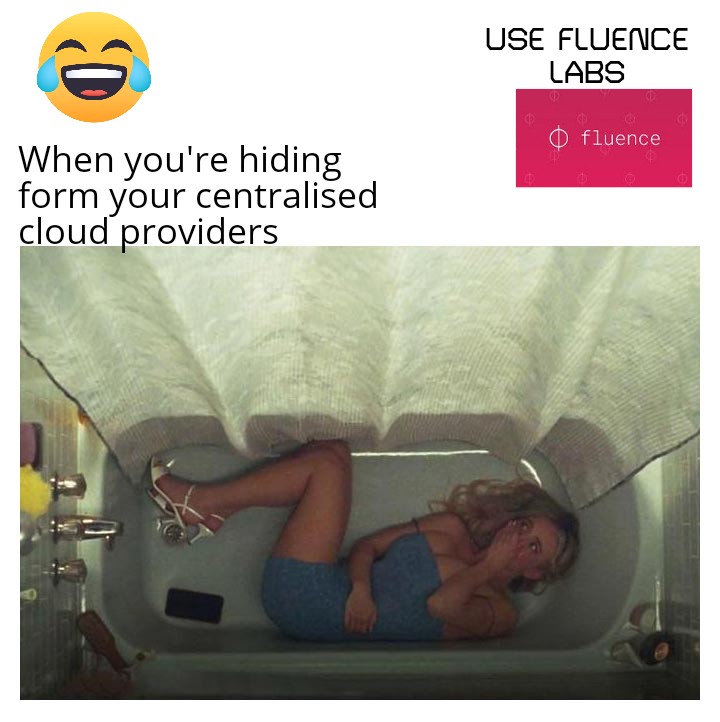 USE FLUENCE
LABS
fluence
When you're hiding
form your centralised
cloud providers